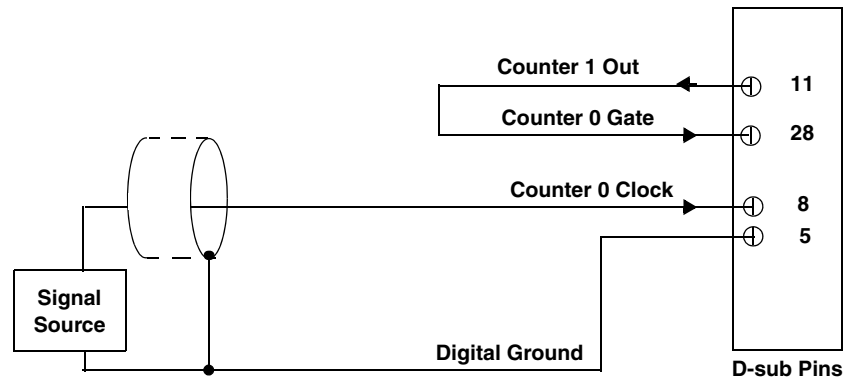 Counter 1 Out
11
Counter 0 Gate
28
Counter 0 Clock
8
5
Signal
Source
Digital Ground
D-sub Pins